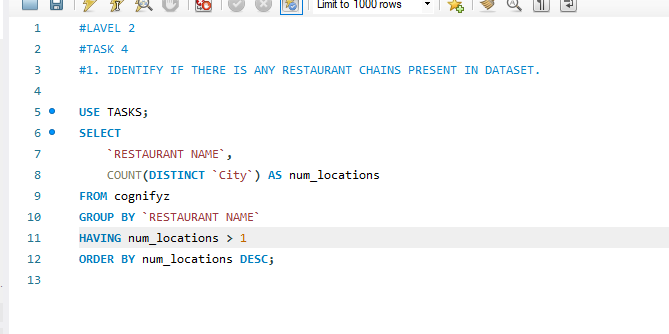 Limit to 1000 rows
1 #LAVEL 2
2 #TASK 4
3 #1. IDENTIFY IF THERE IS ANY RESTAURANT CHAINS PRESENT IN DATASET.
4
5 USE TASKS;
6 SELECT
7 `RESTAURANT NAME`,
8 COUNT(DISTINCT `City`) AS num_locations
9 FROM cognifyz
10 GROUP BY `RESTAURANT NAME`
11 HAVING num_locations > 1
12 ORDER BY num_locations DESC;
13